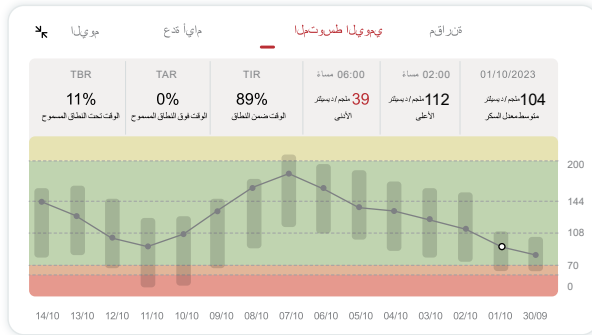 اليوم
عدة أيام
المتوسط اليومي
مقارنة
TBR TAR TIR 06:00 مساءً 02:00 مساءً 01/10/2023
11% 0% 89% 39 ملجم/ديسيلتر 112 ملجم/ديسيلتر 104 ملجم/ديسيلتر
الوقت تحت النطاق المسموح الوقت فوق النطاق المسموح الوقت ضمن النطاق الأدنى الأعلى متوسط معدل السكر
200
144
108
70
0
14/10 13/10 12/10 11/10 10/10 09/10 08/10 07/10 06/10 05/10 04/10 03/10 02/10 01/10 30/09